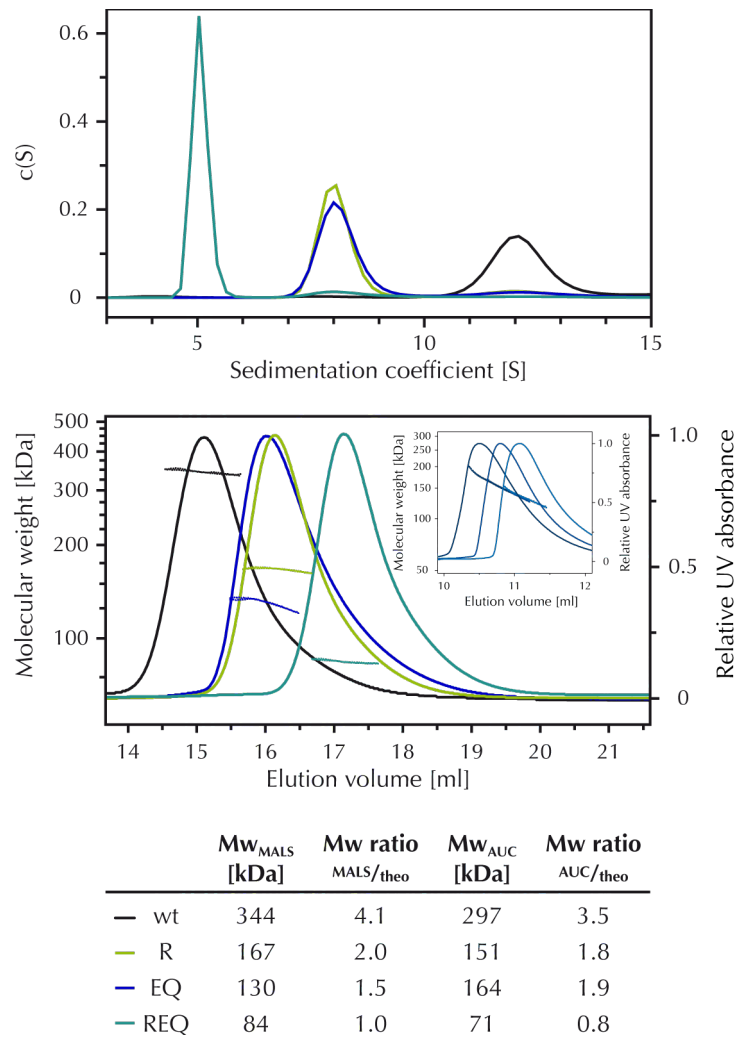 0.6
0.4
0.2
0
c(S)
5 10 15
Sedimentation coefficient [S]
500
400
300
200
100
Molecular weight [kDa]
1.0
0.5
0
Relative UV absorbance
300
250
200
150
100
50
Molecular weight [kDa]
1.0
0.5
0
Relative UV absorbance
10 11 12
Elution volume [ml]
14 15 16 17 18 19 20 21
Elution volume [ml]
MwMALS Mw ratio MwAUC Mw ratio
[kDa] MALS/theo [kDa] AUC/theo
wt 344 4.1 297 3.5
R 167 2.0 151 1.8
EQ 130 1.5 164 1.9
REQ 84 1.0 71 0.8